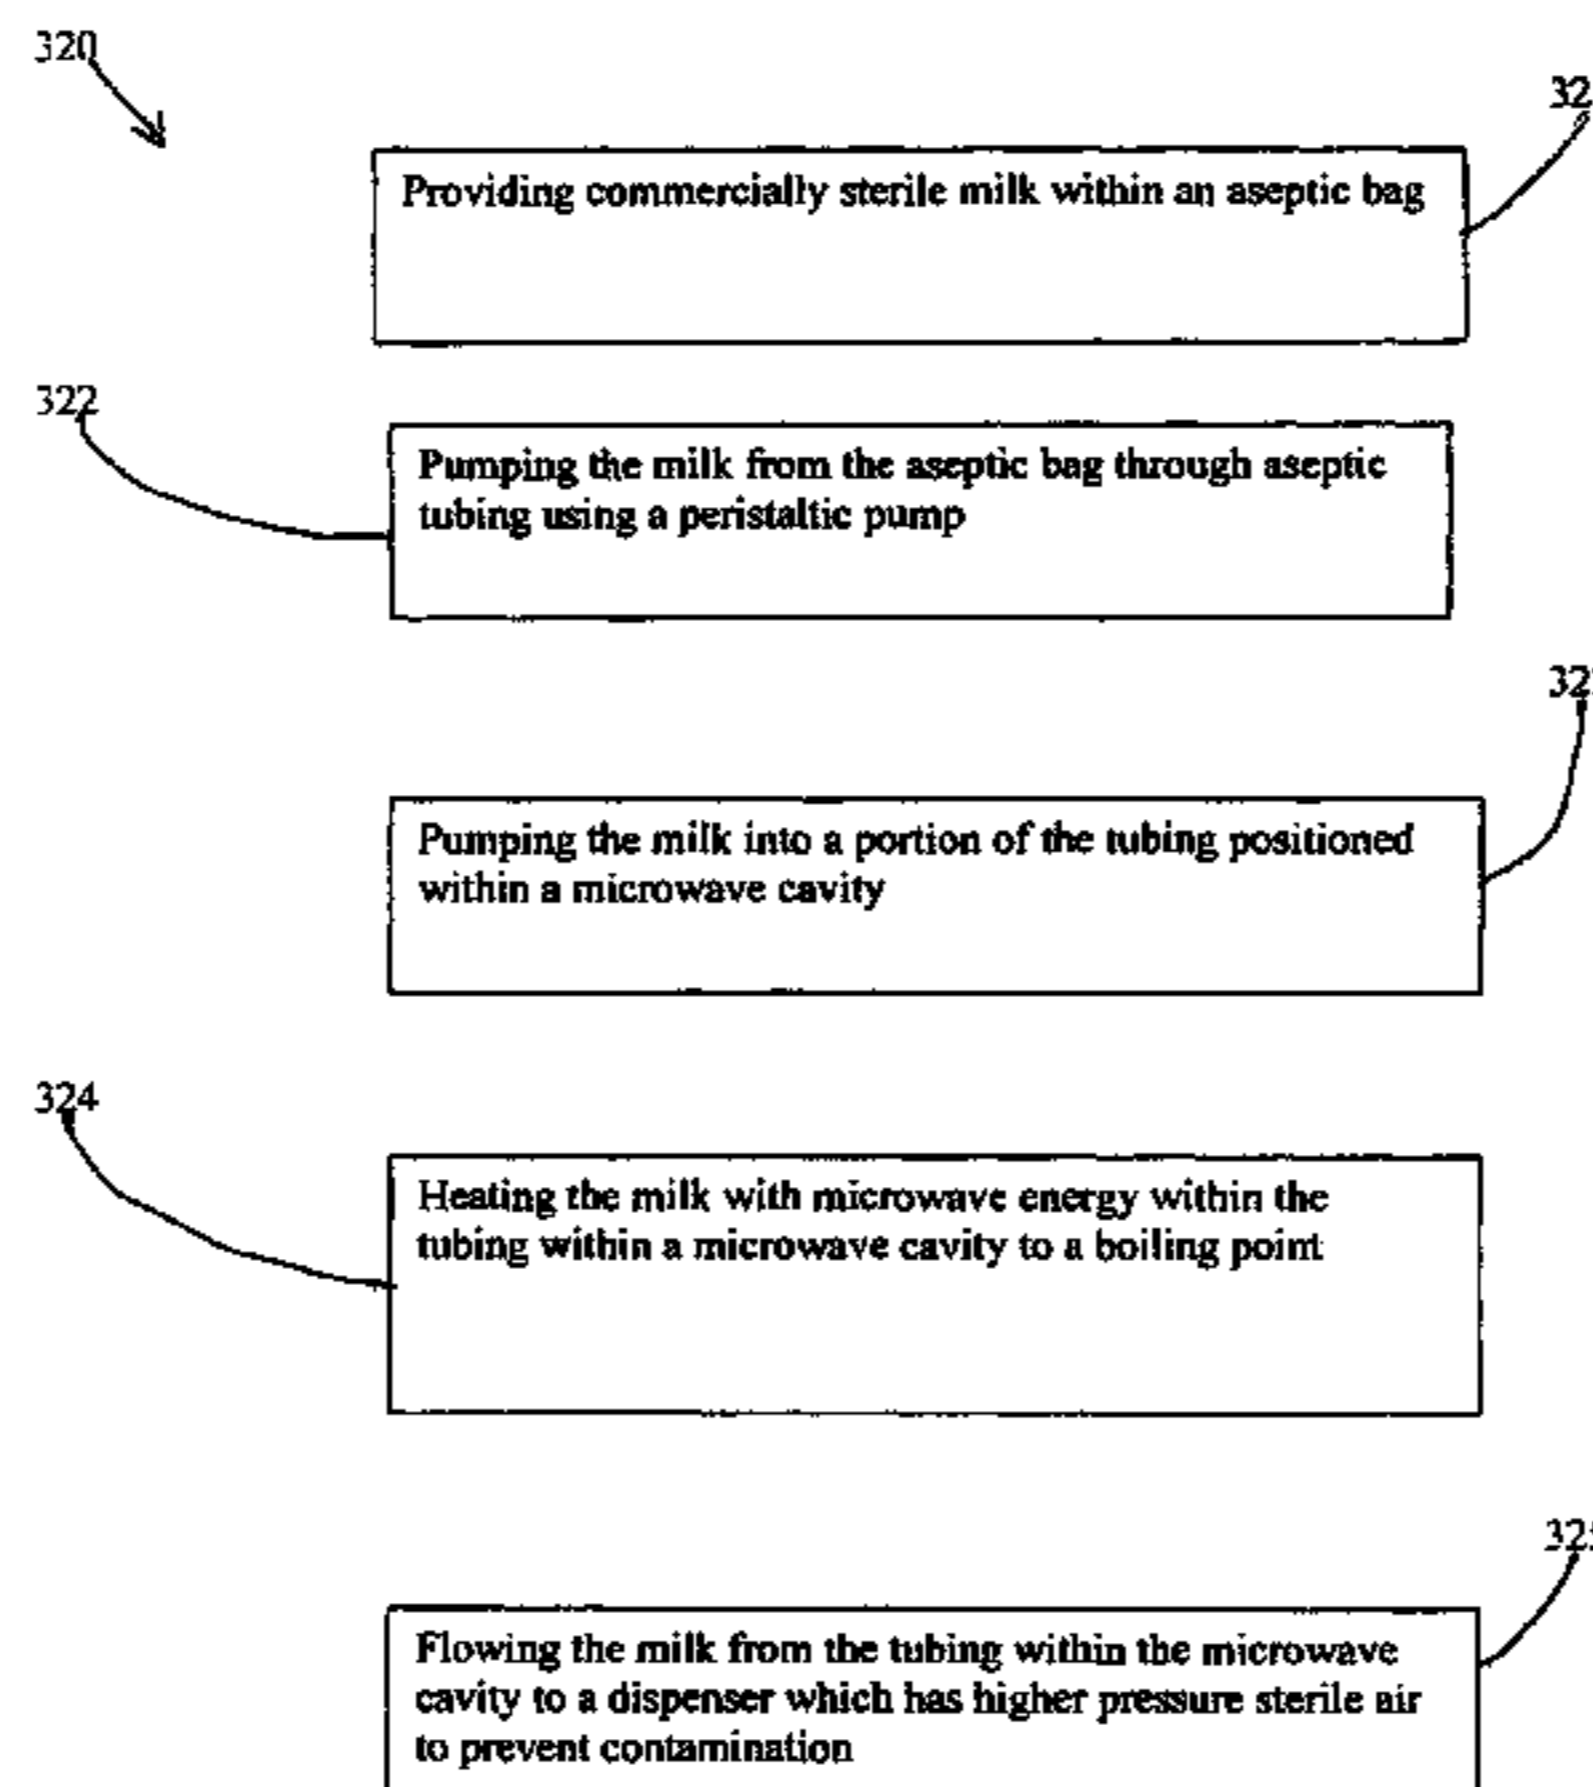 320
32
Providing commercially sterile milk within an aseptic bag
322
Pumping the milk from the aseptic bag through aseptic
tubing using a peristaltic pump
32
Pumping the milk into a portion of the tubing positioned
within a microwave cavity
324
Heating the milk with microwave energy within the
tubing within a microwave cavity to a boiling point
32
Flowing the milk from the tubing within the microwave
cavity to a dispenser which has higher pressure sterile air
to prevent contamination